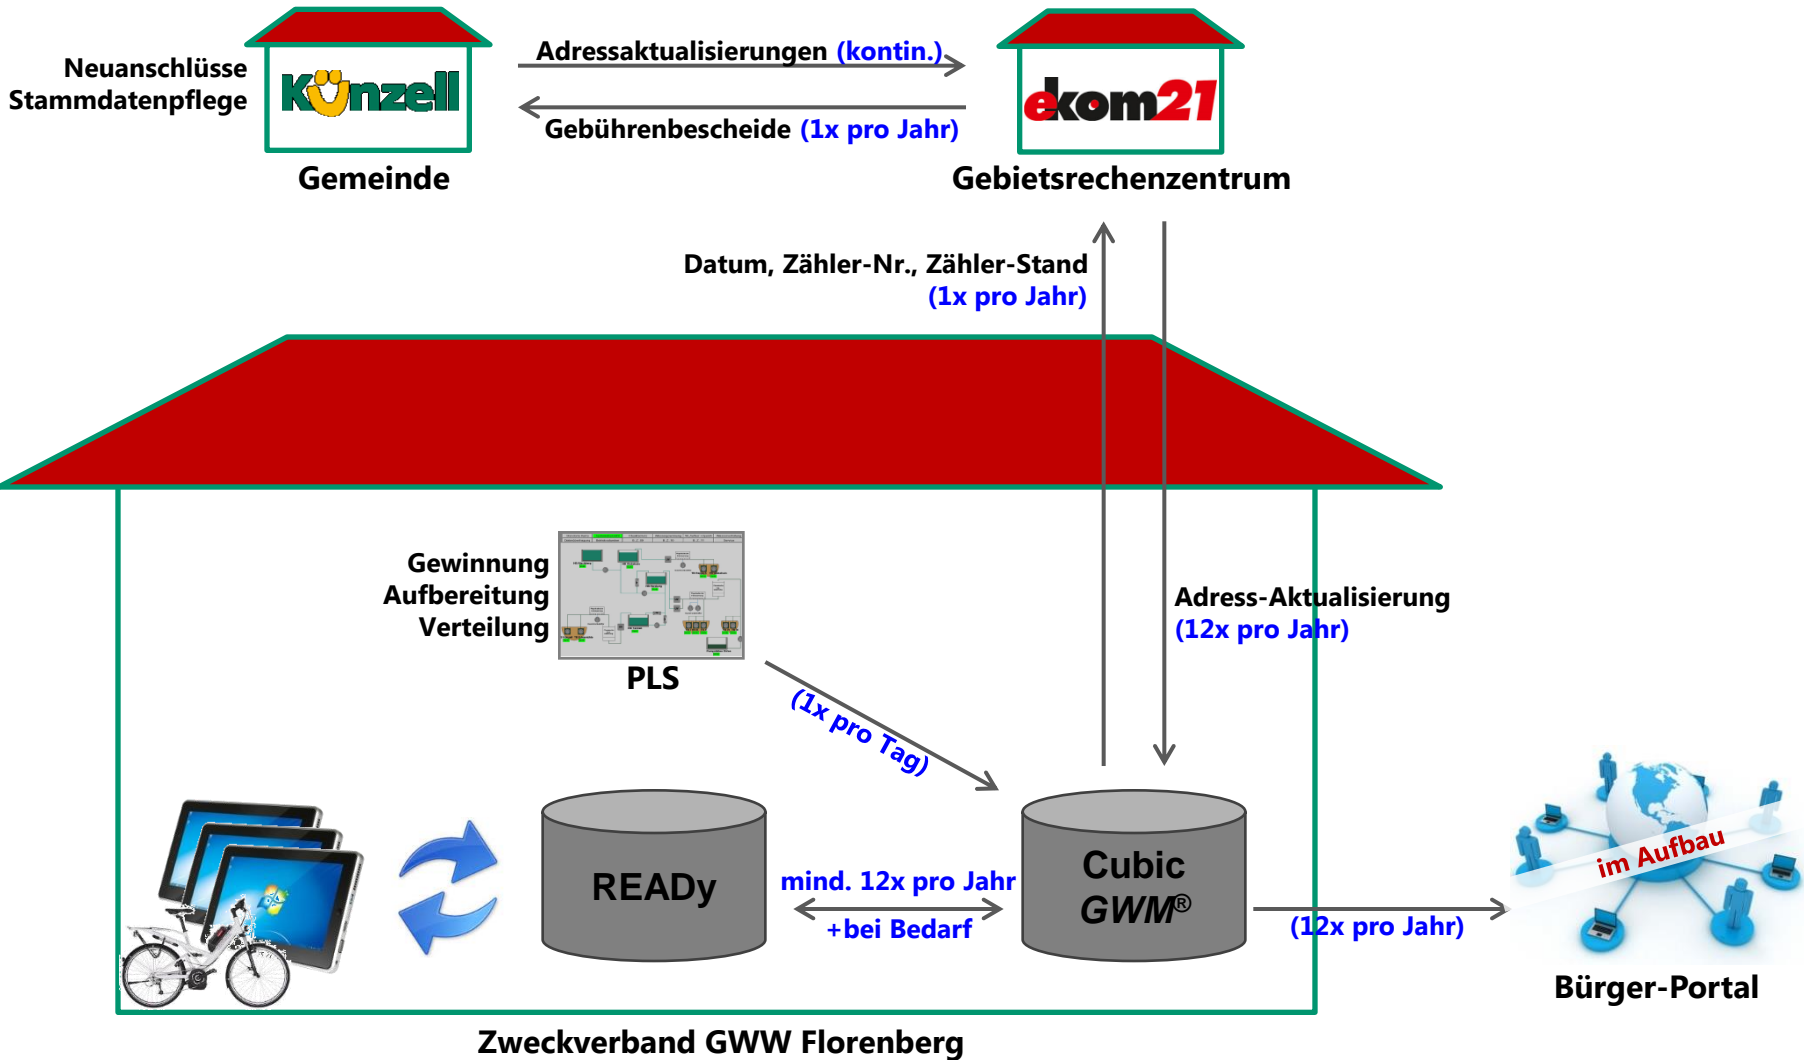 Neuanschlüsse
Stammdatenpflege
Künzell
Gemeinde
Adressaktualisierungen (kontin.)
Gebührenbescheide (1x pro Jahr)
ekom21
Gebietsrechenzentrum
Datum, Zähler-Nr., Zähler-Stand
(1x pro Jahr)
Gewinnung
Aufbereitung
Verteilung
PLS
Adress-Aktualisierung
(12x pro Jahr)
(1x pro Tag)
READy
mind. 12x pro Jahr
+bei Bedarf
Cubic
GWM®
(12x pro Jahr)
im Aufbau
Bürger-Portal
Zweckverband GWW Florenberg